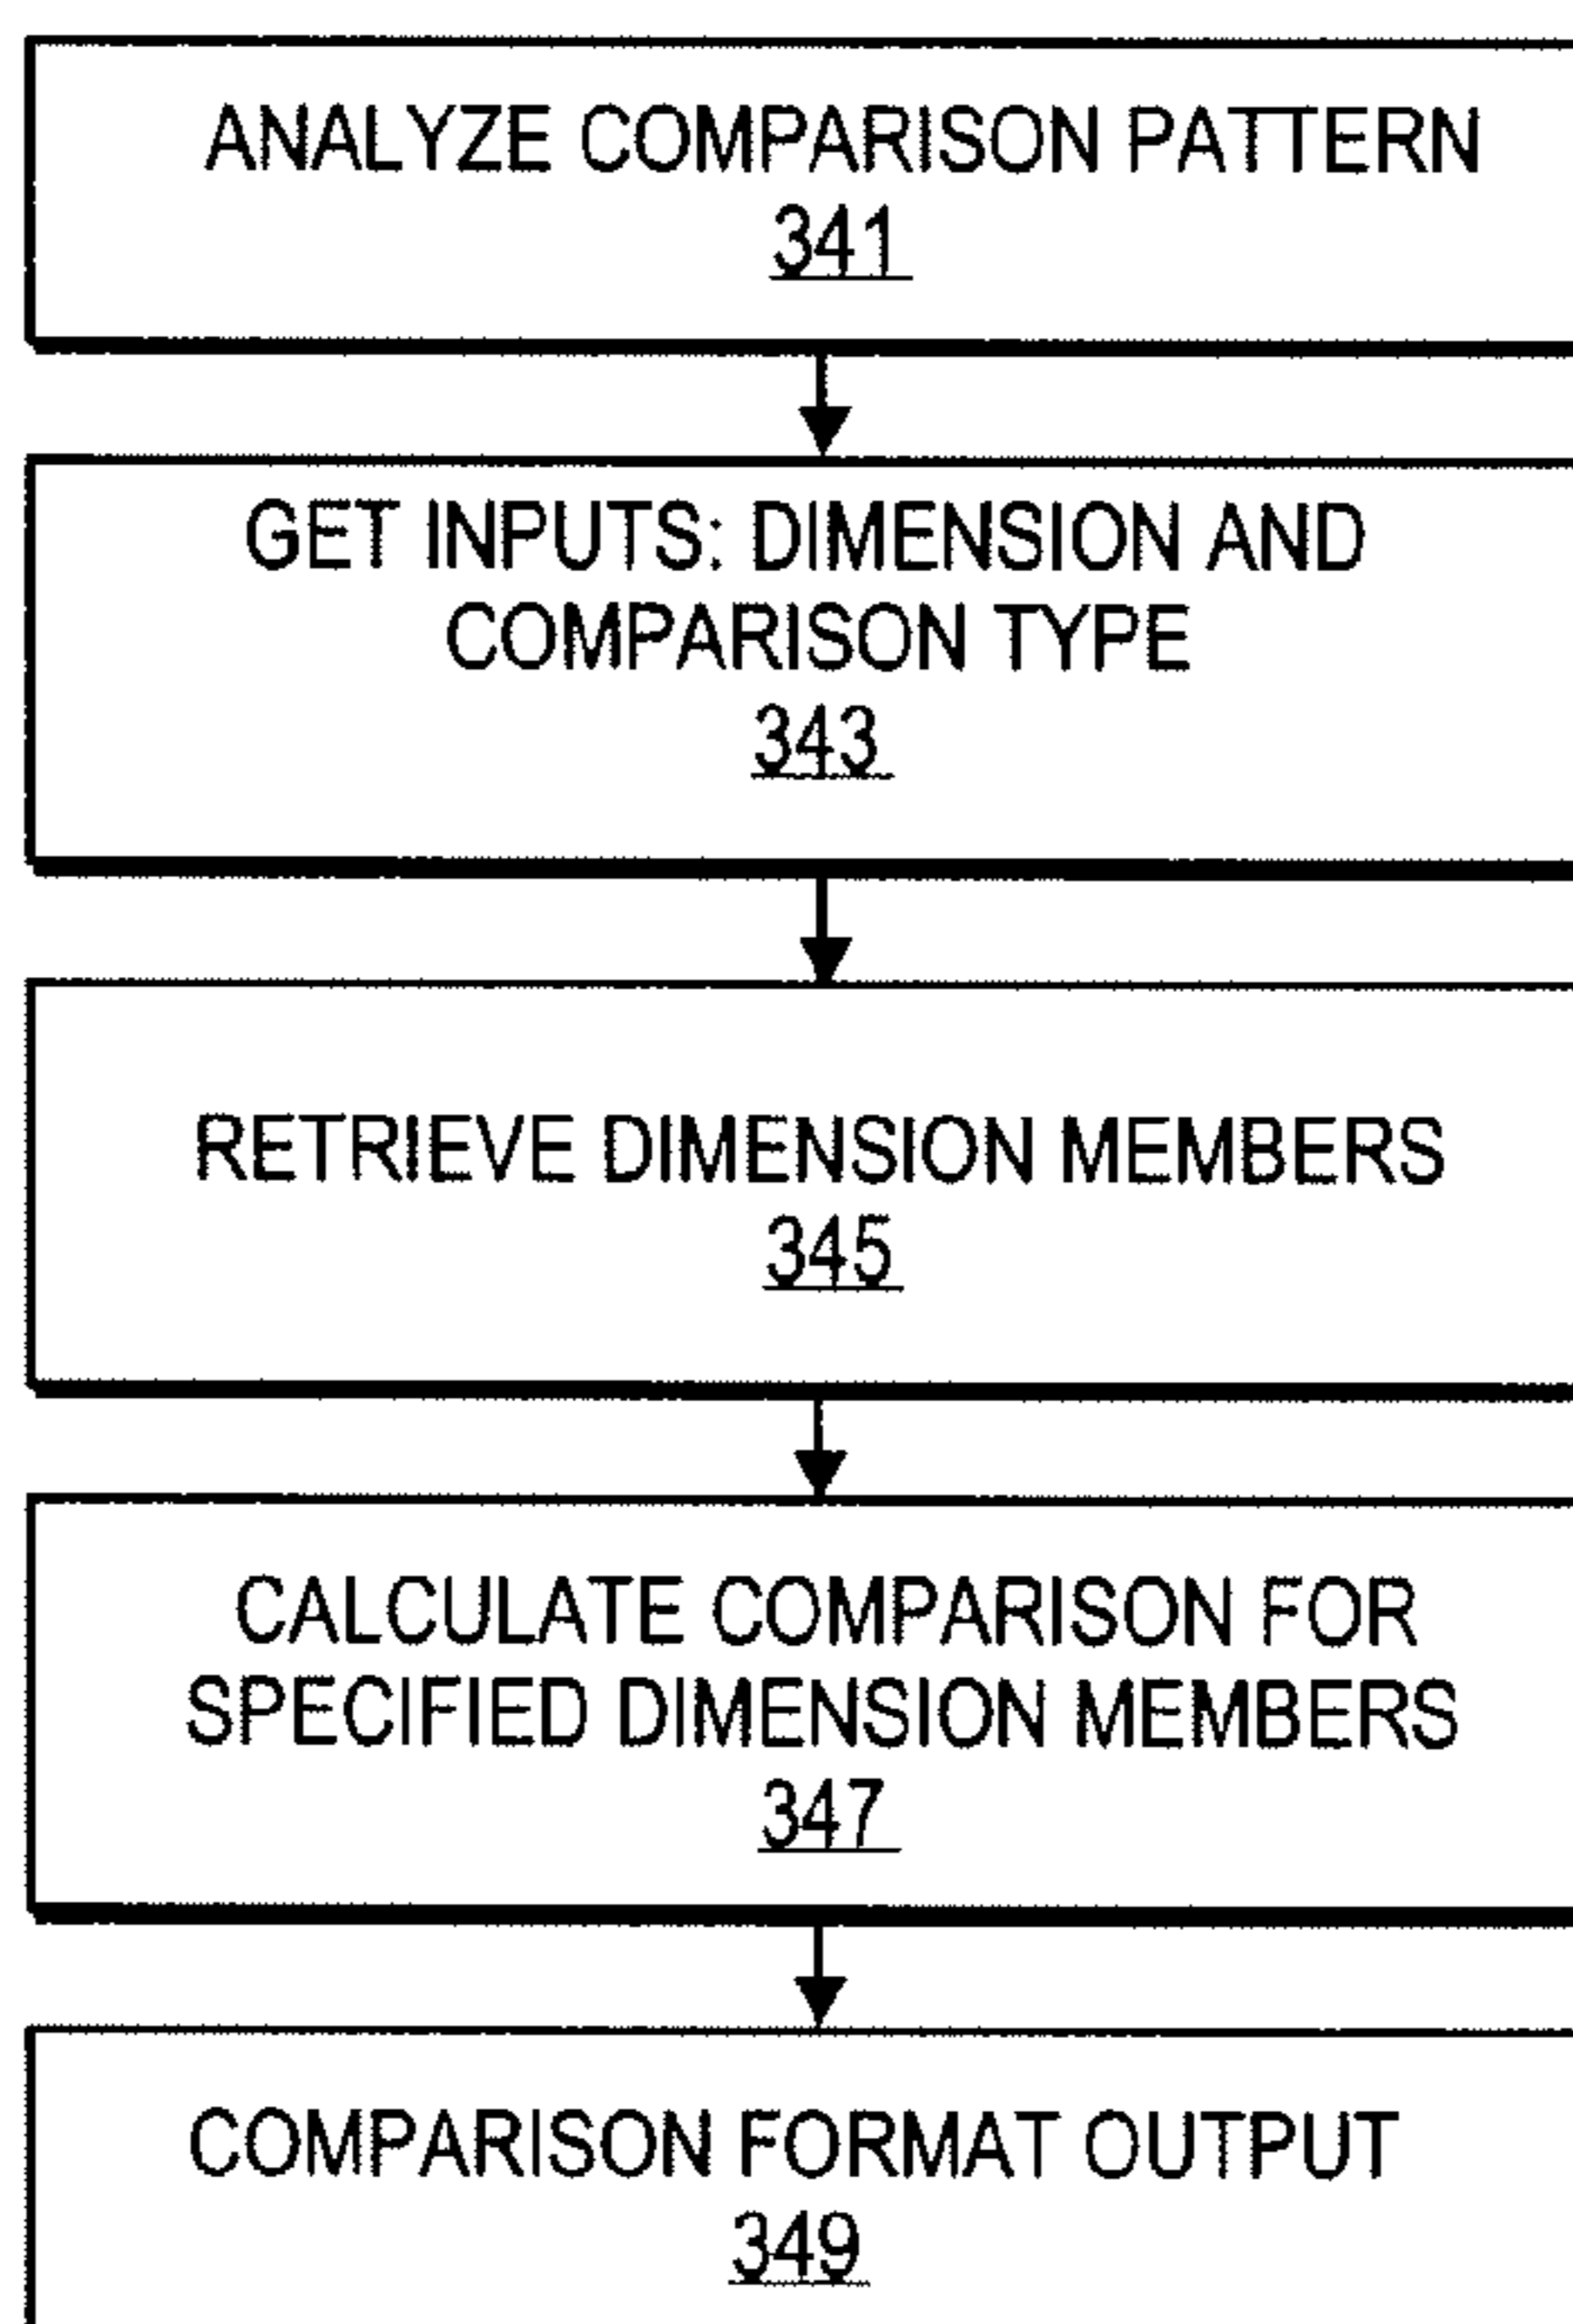 ANALYZE COMPARISON PATTERN
341
GET INPUTS: DIMENSION AND
COMPARISON TYPE
343
RETRIEVE DIMENSION MEMBERS
345
CALCULATE COMPARISON FOR
SPECIFIED DIMENSION MEMBERS
347
COMPARISON FORMAT OUTPUT
349